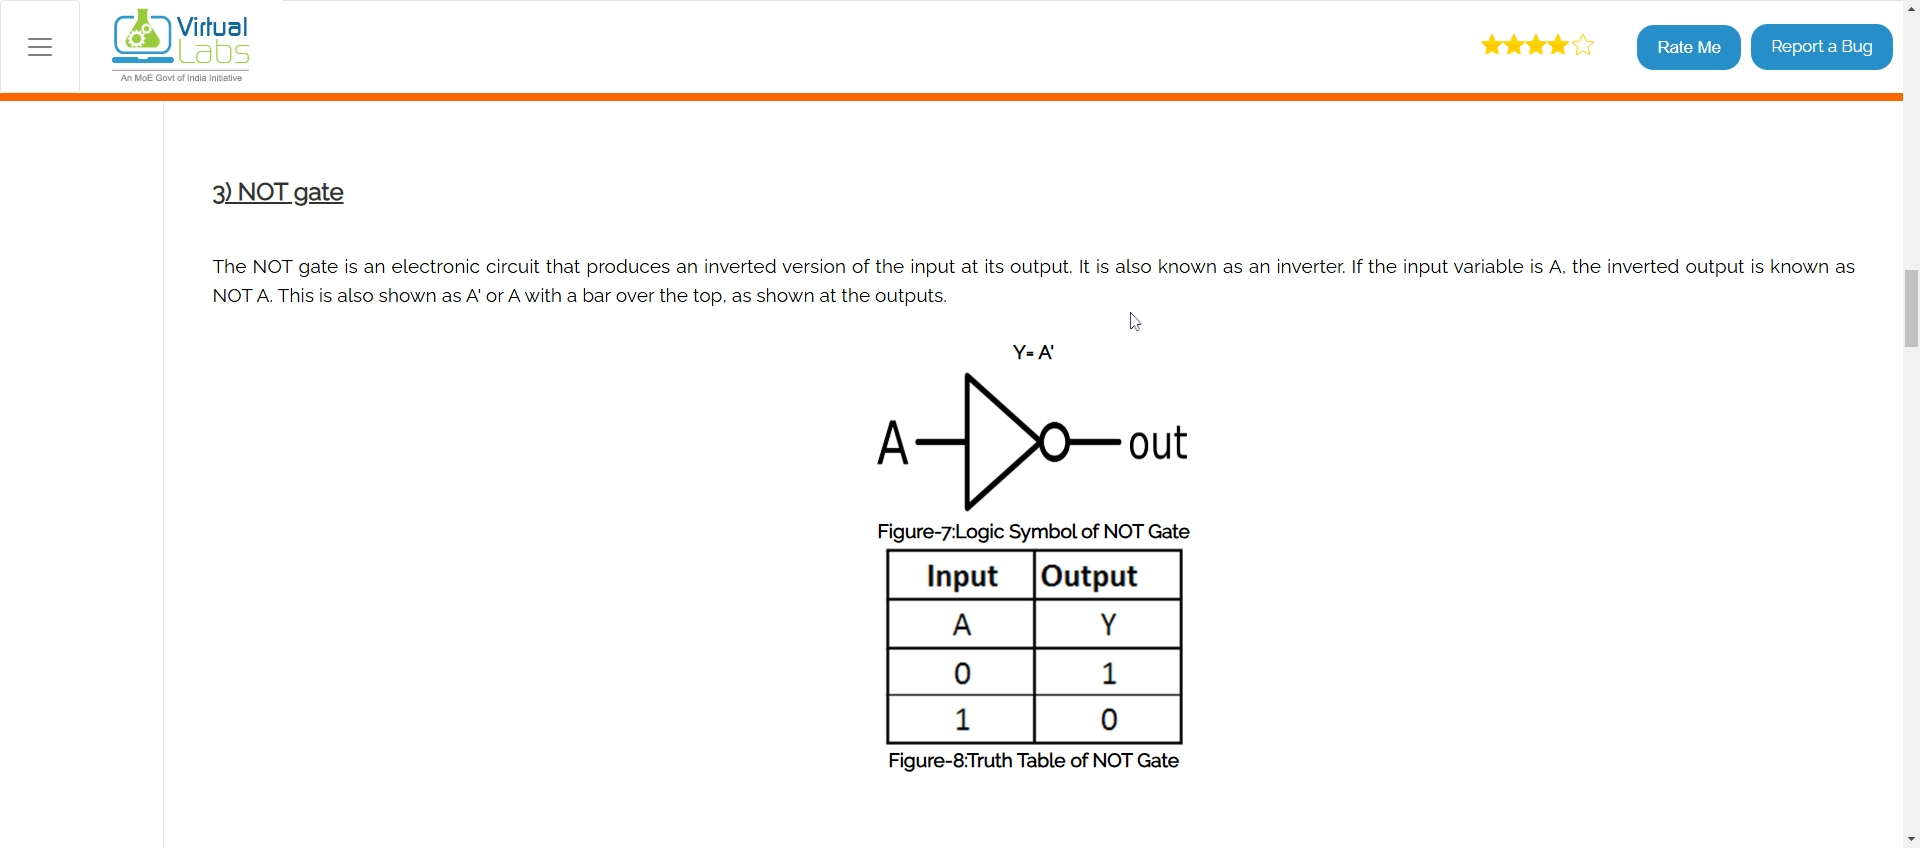 Virtual
Labs
An MoE Govt of India Initiative
Rate Me
Report a Bug
3) NOT gate
The NOT gate is an electronic circuit that produces an inverted version of the input at its output. It is also known as an inverter. If the input variable is A, the inverted output is known as
NOT A. This is also shown as A' or A with a bar over the top, as shown at the outputs.
Y= A'
A out
Figure-7:Logic Symbol of NOT Gate
Input Output
A Y
0 1
1 0
Figure-8:Truth Table of NOT Gate